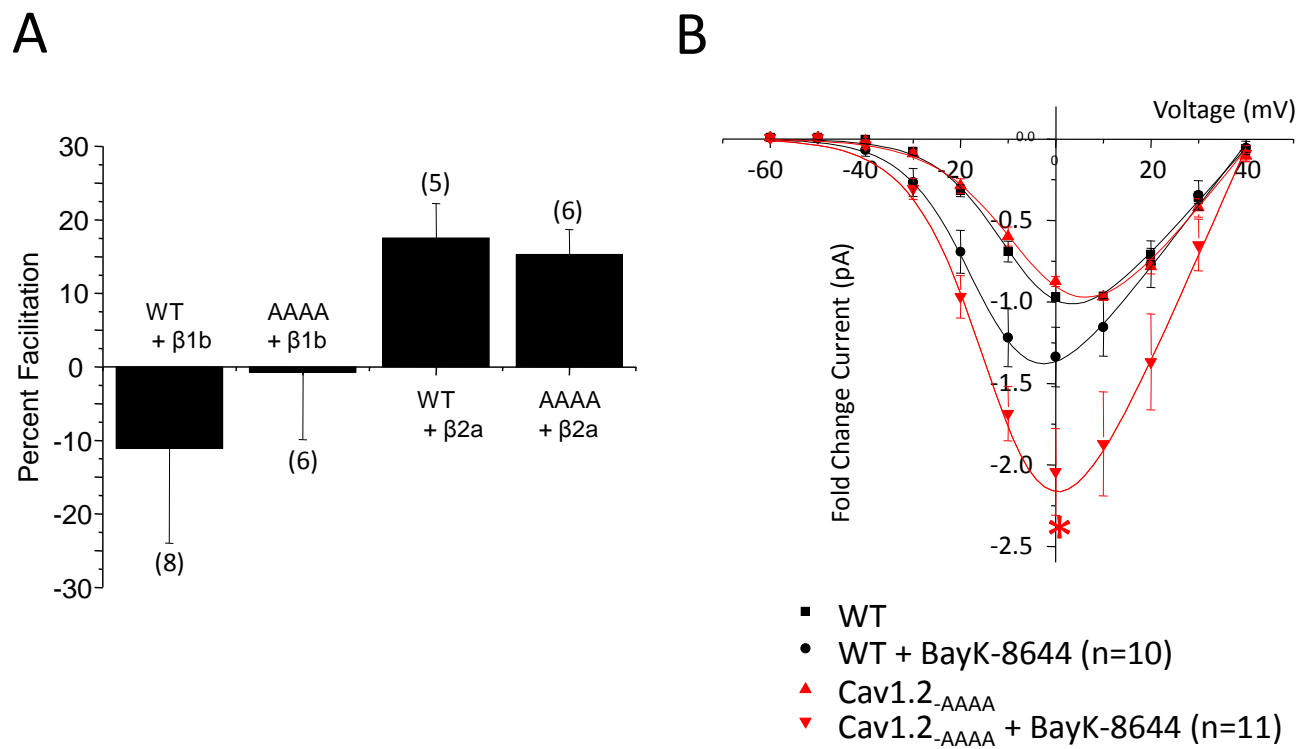 A
Percent Facilitation
30
20
10
0
-10
-20
-30
WT
+ β1b
(8)
AAAA
+ β1b
(6)
(5)
WT
+ β2a
(6)
AAAA
+ β2a
B
Voltage (mV)
-60
-40
-20
0
20
40
0.0
-0.5
-1.0
-1.5
-2.0
-2.5
Fold Change Current (pA)
*
WT
WT + BayK-8644 (n=10)
Cav1.2-AAAA
Cav1.2-AAAA + BayK-8644 (n=11)